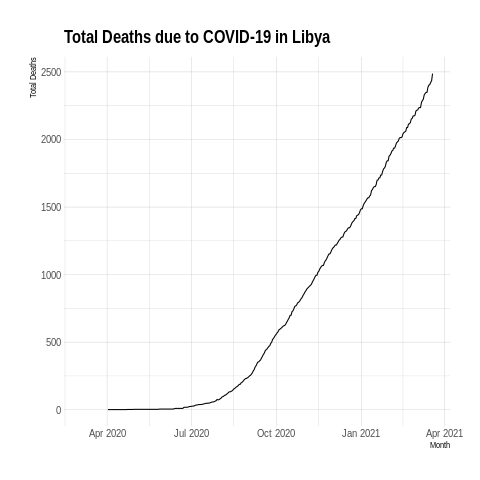 Total Deaths due to COVID-19 in Libya
Total Deaths
2500
2000
1500
1000
500
0
Apr 2020 Jul 2020 Oct 2020 Jan 2021 Apr 2021
Month